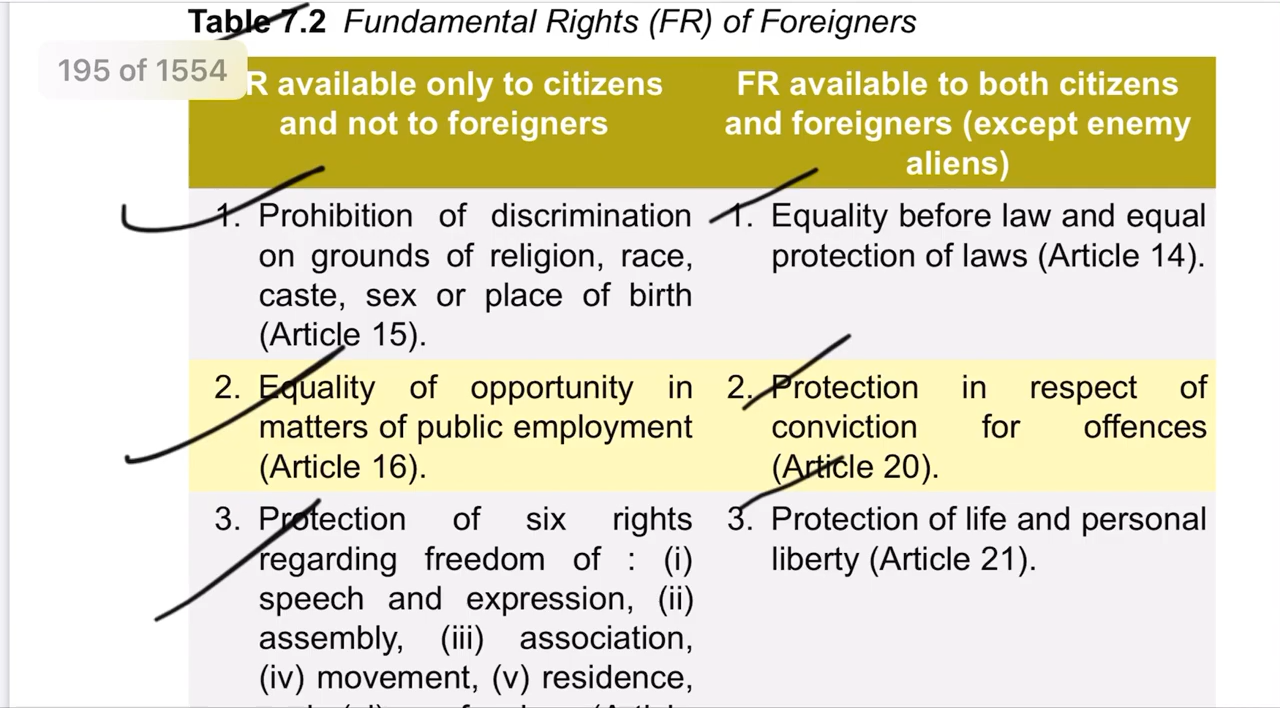 Table 7.2 Fundamental Rights (FR) of Foreigners
195 of 1554
R available only to citizens
and not to foreigners
FR available to both citizens
and foreigners (except enemy
aliens)
1. Prohibition of discrimination
on grounds of religion, race,
caste, sex or place of birth
(Article 15).
1. Equality before law and equal
protection of laws (Article 14).
2. Equality of opportunity in
matters of public employment
(Article 16).
2. Protection in respect of
conviction for offences
(Article 20).
3. Protection of six rights
regarding freedom of : (i)
speech and expression, (ii)
assembly, (iii) association,
(iv) movement, (v) residence,
3. Protection of life and personal
liberty (Article 21).